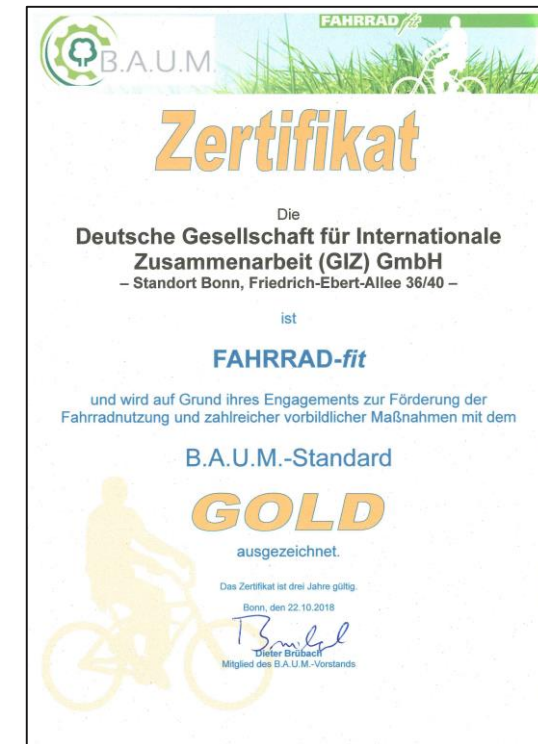 B.A.U.M.
FAHRRAD fit
Zertifikat
Die
Deutsche Gesellschaft für Internationale
Zusammenarbeit (GIZ) GmbH
– Standort Bonn, Friedrich-Ebert-Allee 36/40 –
ist
FAHRRAD-fit
und wird auf Grund ihres Engagements zur Förderung der
Fahrradnutzung und zahlreicher vorbildlicher Maßnahmen mit dem
B.A.U.M.-Standard
GOLD
ausgezeichnet.
Das Zertifikat ist drei Jahre gültig.
Bonn, den 22.10.2018
Dieter Brübach
Mitglied des B.A.U.M.-Vorstands